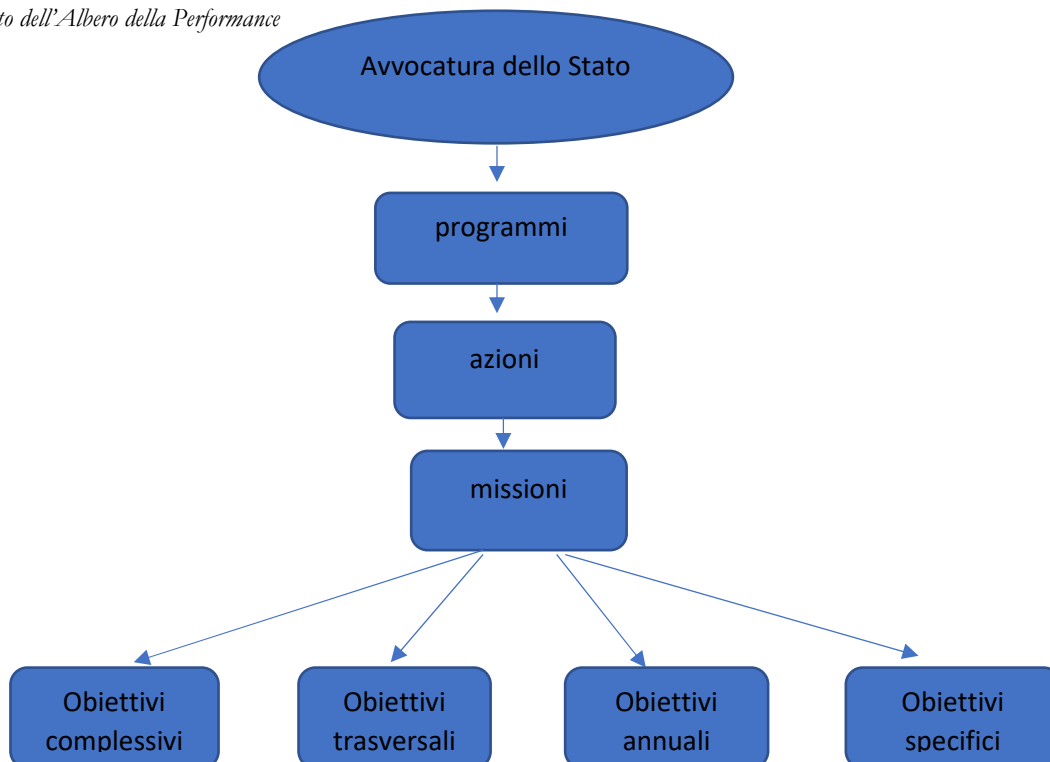 to dell’Albero della Performance
Avvocatura dello Stato
programmi
azioni
missioni
Obiettivi
complessivi
Obiettivi
trasversali
Obiettivi
annuali
Obiettivi
specifici